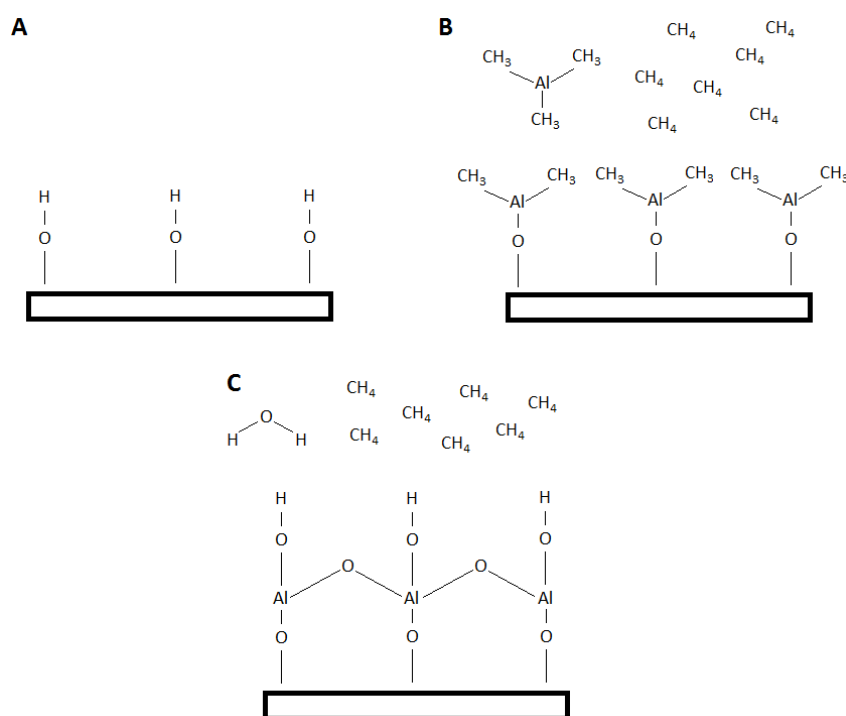 A
H H H
O O O
B
CH4 CH4
CH3 CH3 CH4
Al CH4 CH4
CH3 CH4 CH4
CH3 CH3 CH3 CH3 CH3 CH3
Al Al Al
O O O
C
CH4 CH4 CH4
O CH4
H H CH4 CH4 CH4
H H H
O O O
O O
Al Al Al
O O O